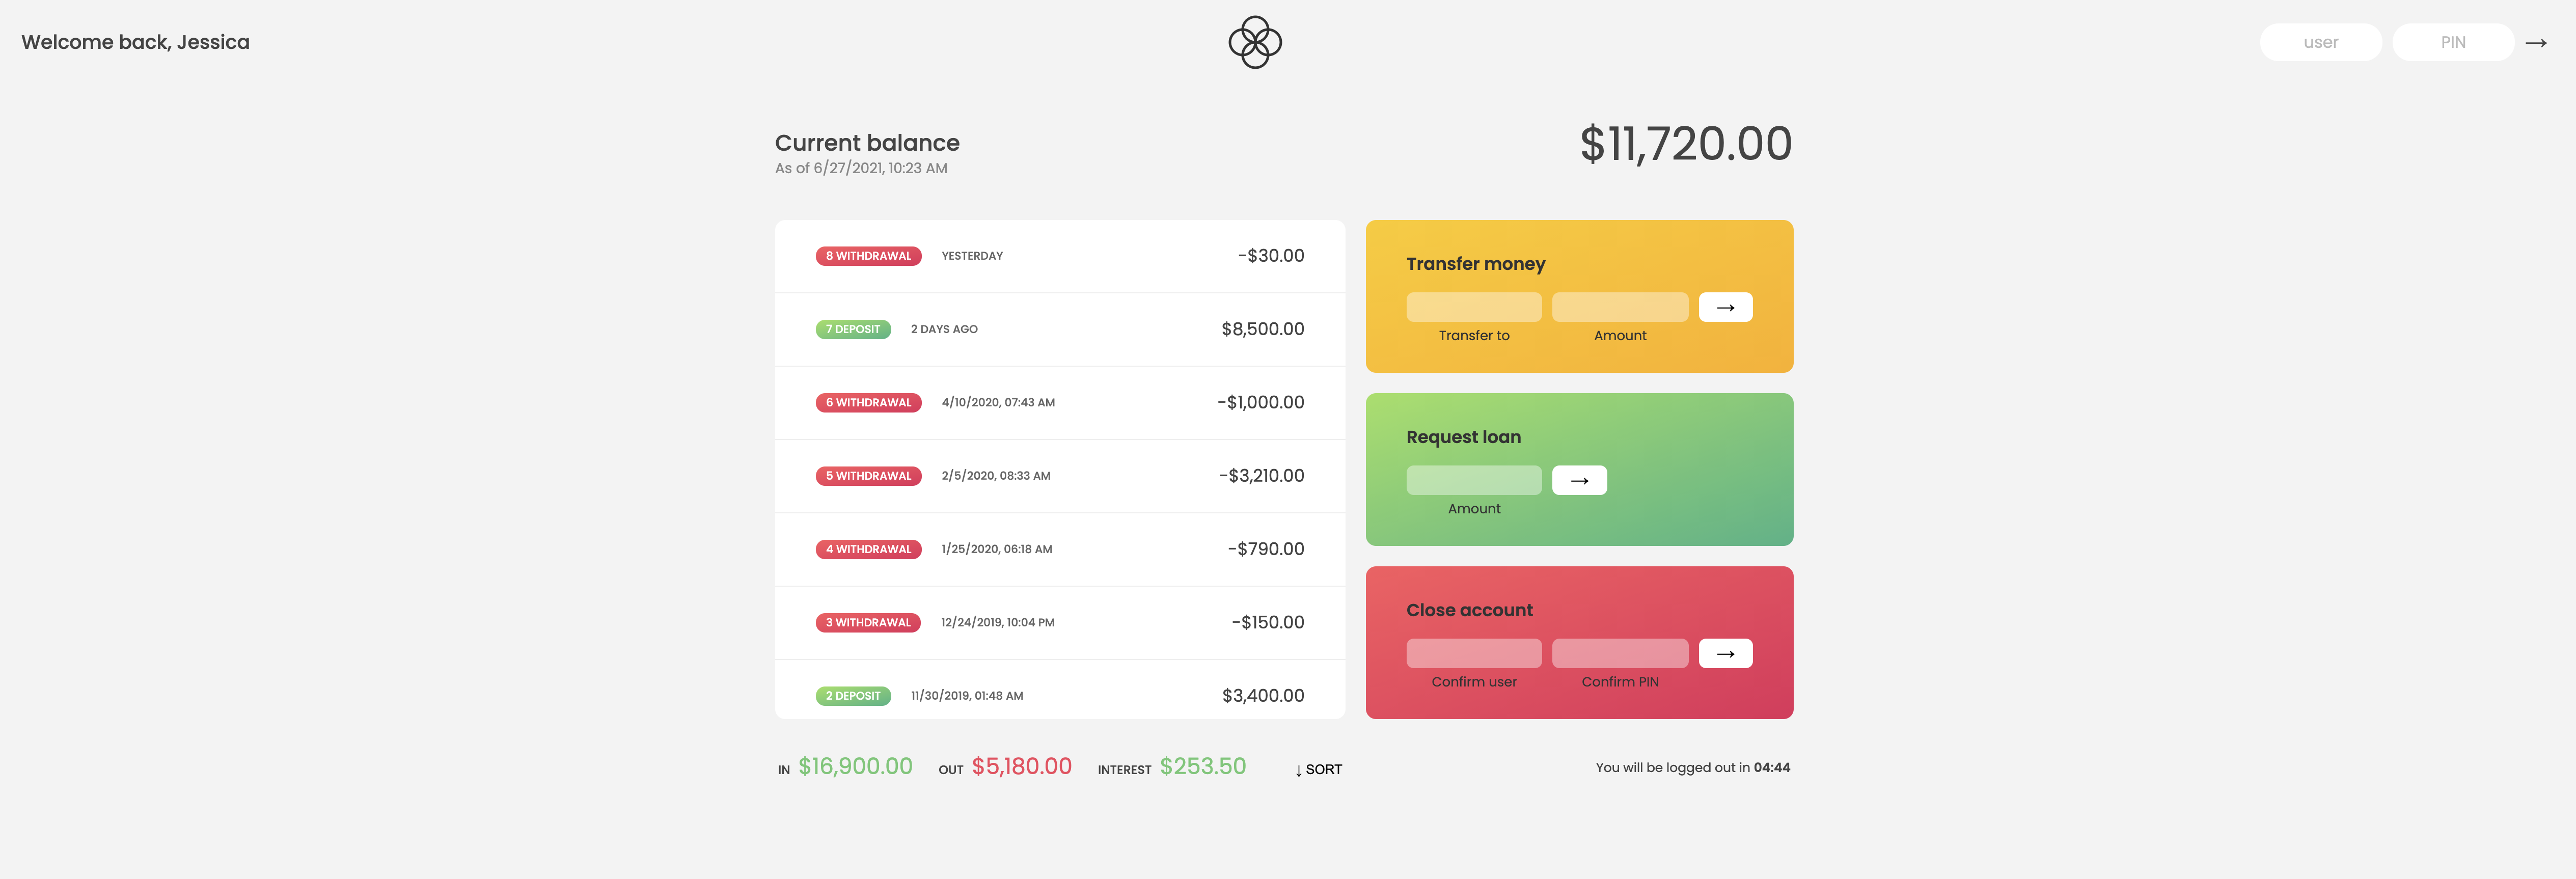 Welcome back, Jessica
user
PIN
→
Current balance
As of 6/27/2021, 10:23 AM
$11,720.00
8 WITHDRAWAL YESTERDAY -$30.00
7 DEPOSIT 2 DAYS AGO $8,500.00
6 WITHDRAWAL 4/10/2020, 07:43 AM -$1,000.00
5 WITHDRAWAL 2/5/2020, 08:33 AM -$3,210.00
4 WITHDRAWAL 1/25/2020, 06:18 AM -$790.00
3 WITHDRAWAL 12/24/2019, 10:04 PM -$150.00
2 DEPOSIT 11/30/2019, 01:48 AM $3,400.00
Transfer money
→
Transfer to Amount
Request loan
→
Amount
Close account
→
Confirm user Confirm PIN
IN $16,900.00 OUT $5,180.00 INTEREST $253.50 ↓ SORT
You will be logged out in 04:44